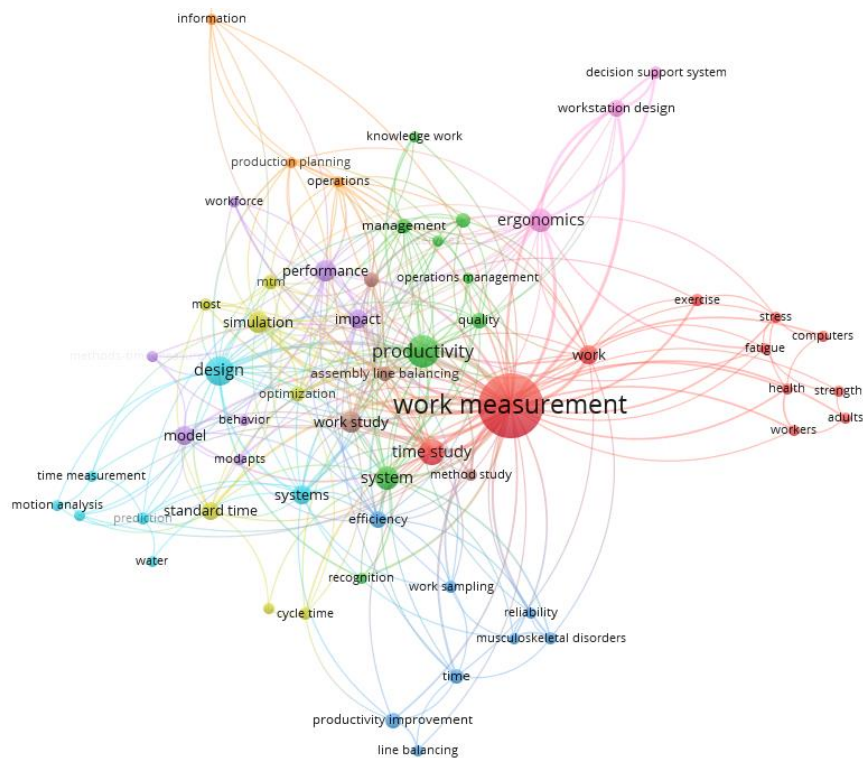 information
decision support system
workstation design
knowledge work
production planning
operations
workforce
ergonomics
management
performance
operations management
mtm
most
exercise
simulation
impact
quality
stress
computers
fatigue
productivity
work
design
assembly line balancing
health
strength
optimization
work measurement
behavior
work study
adults
workers
model
time study
modapts
method study
time measurement
system
systems
motion analysis
prediction
standard time
efficiency
water
recognition
work sampling
cycle time
reliability
musculoskeletal disorders
time
productivity improvement
line balancing